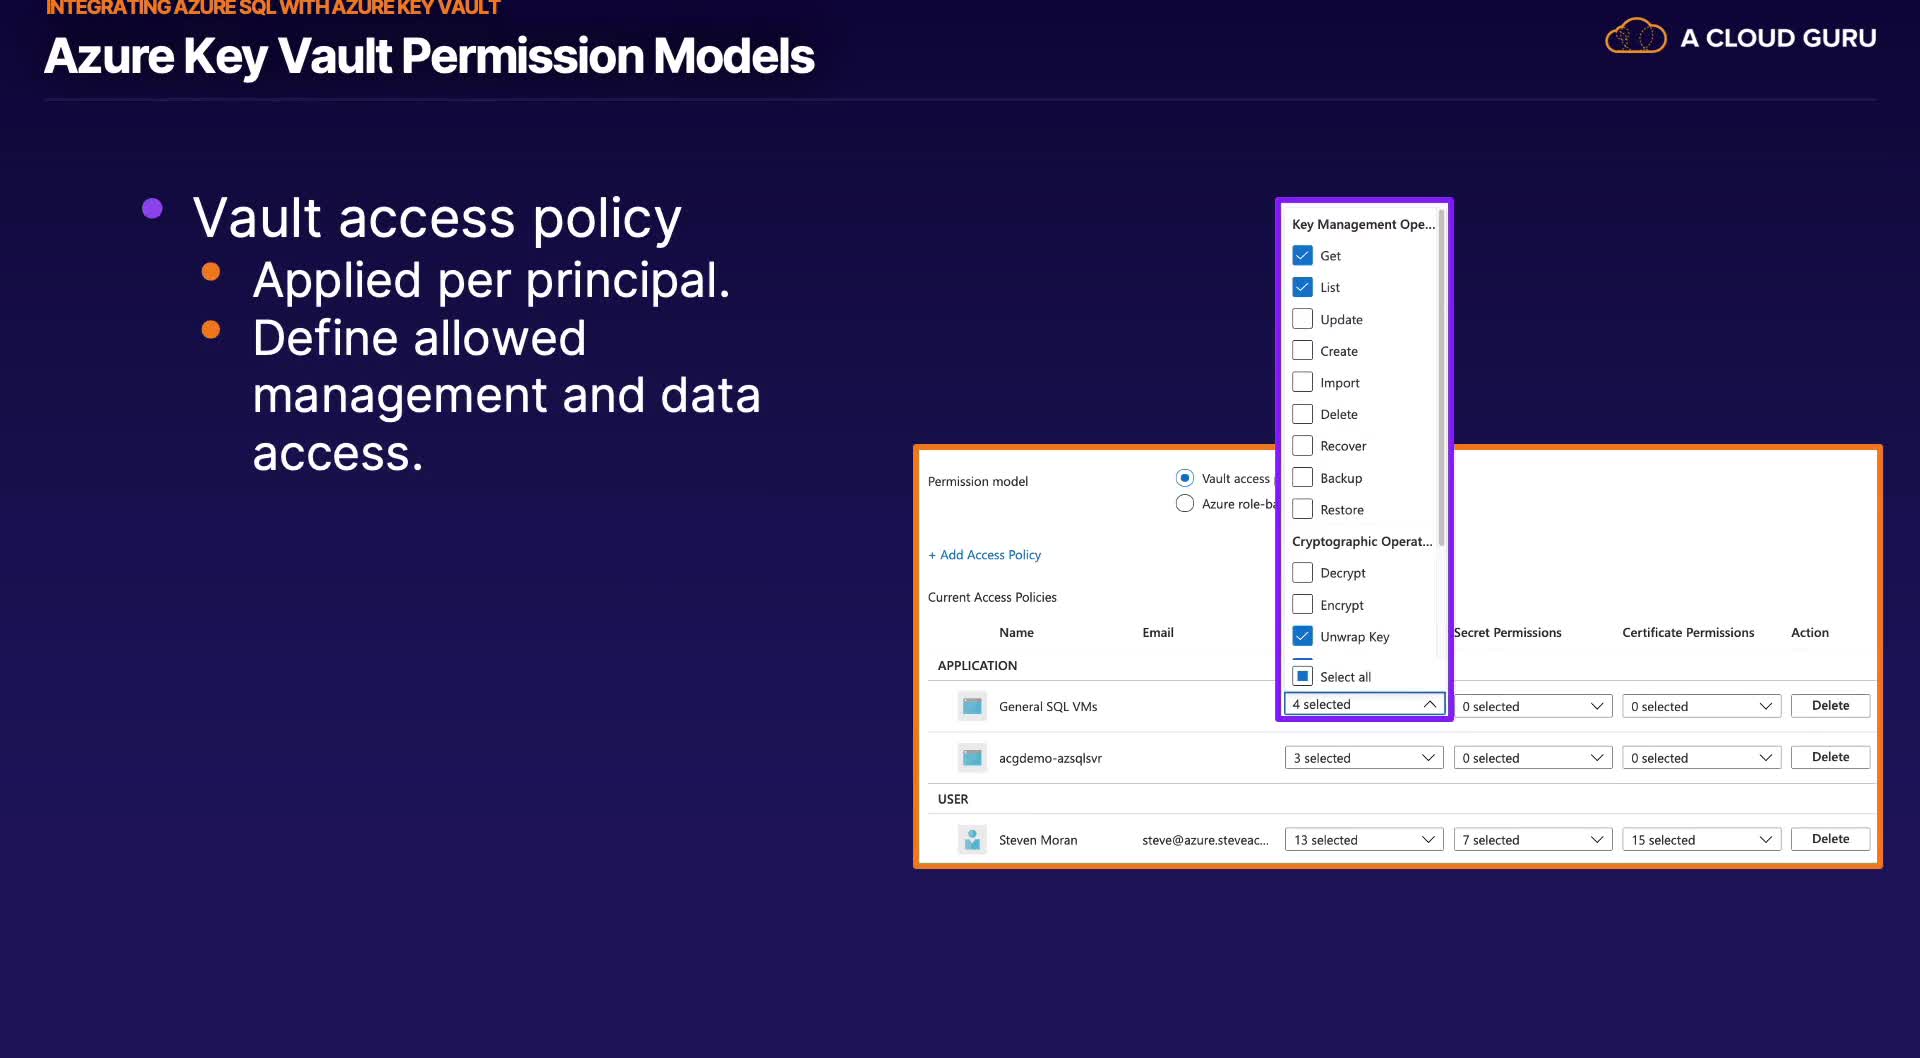 INTEGRATING AZURE SQL WITH AZURE KEY VAULT
Azure Key Vault Permission Models
A CLOUD GURU
Vault access policy
Applied per principal.
Define allowed
management and data
access.
Key Management Ope...
Get
List
Update
Create
Import
Delete
Recover
Backup
Restore
Cryptographic Operat...
Decrypt
Encrypt
Unwrap Key
Select all
4 selected
Permission model
Vault access
Azure role-ba
+ Add Access Policy
Current Access Policies
Name Email Secret Permissions Certificate Permissions Action
APPLICATION
General SQL VMs 0 selected 0 selected Delete
acgdemo-azsqlsvr 3 selected 0 selected 0 selected Delete
USER
Steven Moran steve@azure.steveac... 13 selected 7 selected 15 selected Delete